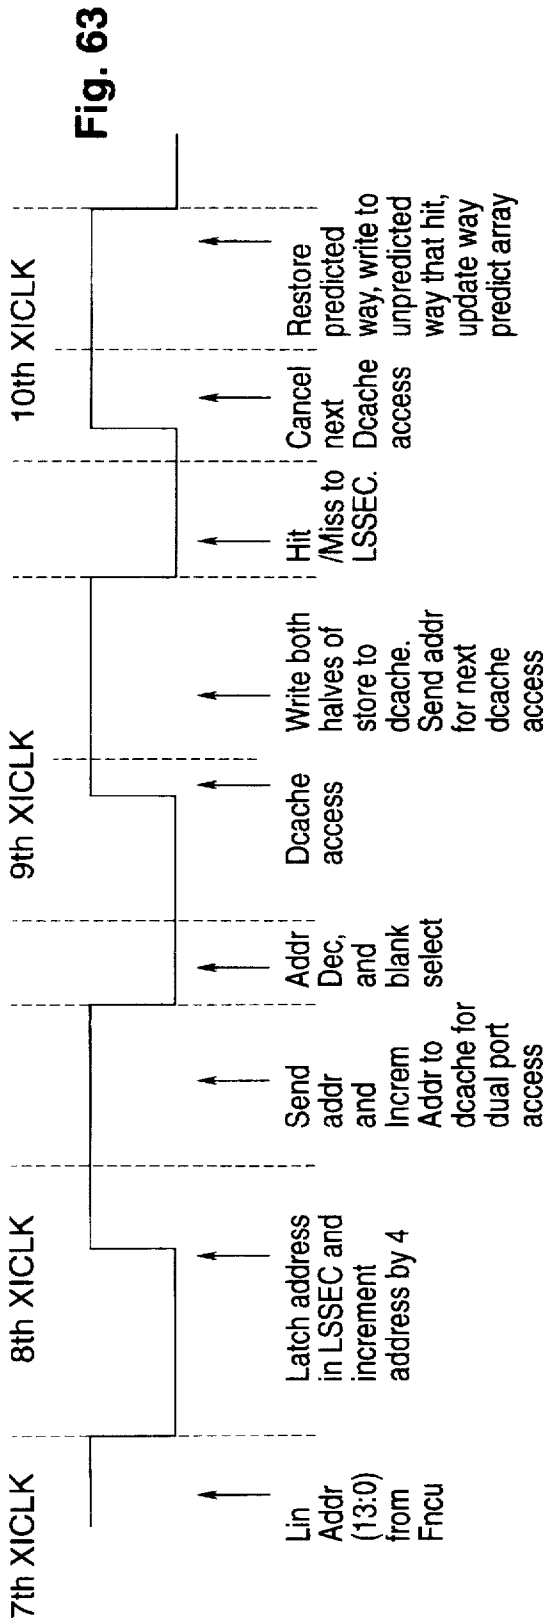 Fig. 63
7th XICLK
8th XICLK
9th XICLK
10th XICLK
Lin
Addr
(13:0)
from
Fncu
Latch address
in LSSEC and
increment
address by 4
Send
addr
and
Increm
Addr to
dcache for
dual port
access
Addr
Dec,
and
blank
select
Dcache
access
Write both
halves of
store to
dcache.
Send addr
for next
dcache
access
Hit
/Miss to
LSSEC.
Cancel
next
Dcache
access
Restore
predicted
way, write to
unpredicted
way that hit,
update way
predict array